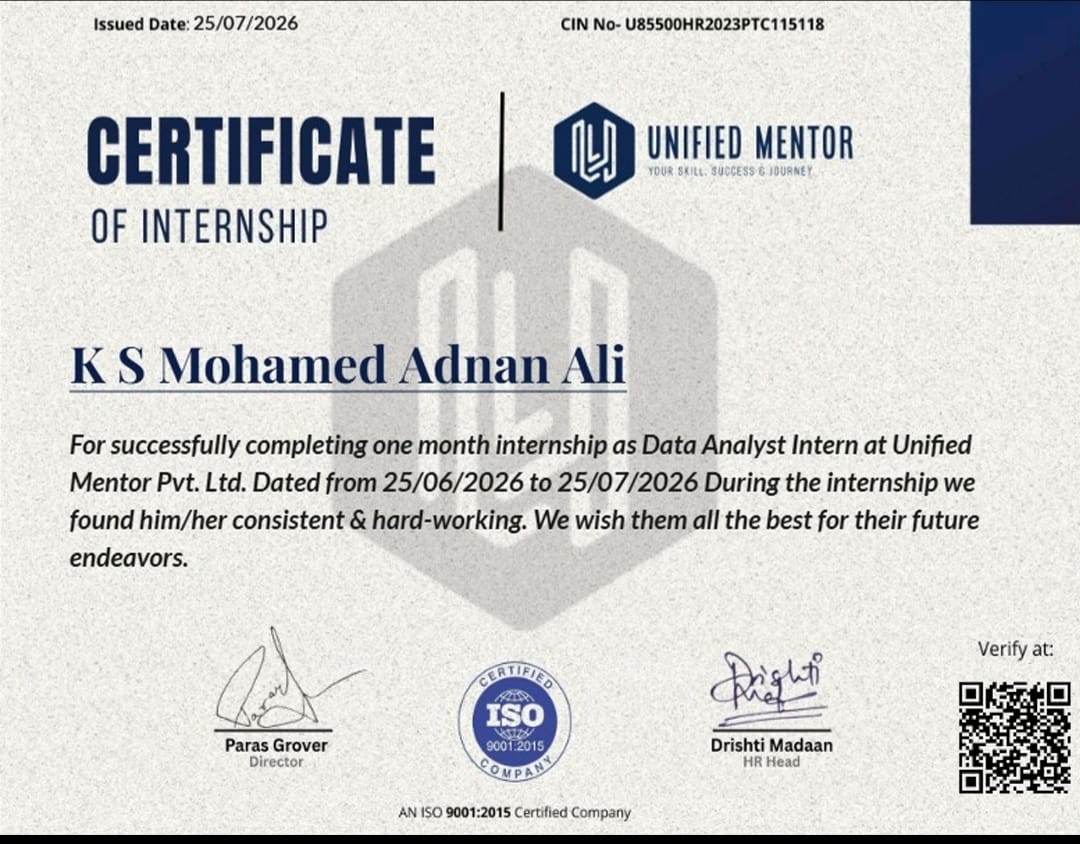 Issued Date: 25/07/2026
CIN No- U85500HR2023PTC115118
CERTIFICATE
OF INTERNSHIP
UNIFIED MENTOR
YOUR SKILL. SUCCESS & JOURNEY
K S Mohamed Adnan Ali
For successfully completing one month internship as Data Analyst Intern at Unified
Mentor Pvt. Ltd. Dated from 25/06/2026 to 25/07/2026 During the internship we
found him/her consistent & hard-working. We wish them all the best for their future
endeavors.
Verify at:
Paras Grover
Director
CERTIFIED
ISO
9001:2015
COMPANY
Drishti
Drishti Madaan
HR Head
AN ISO 9001:2015 Certified Company